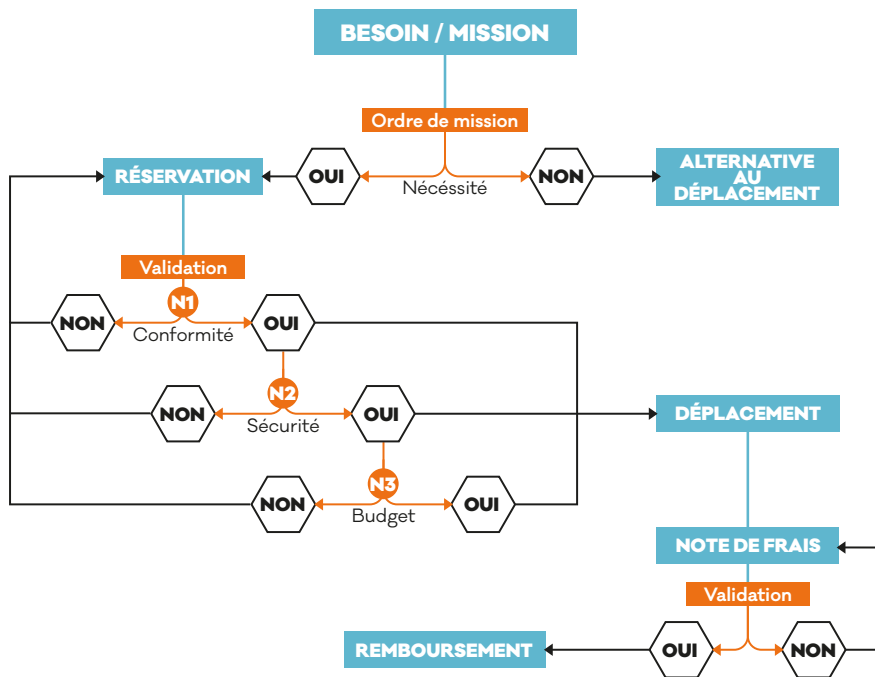 BESOIN / MISSION
Ordre de mission
RÉSERVATION
OUI
Nécéssité
NON
ALTERNATIVE
AU
DÉPLACEMENT
Validation
N1
NON
Conformité
OUI
N2
NON
Sécurité
OUI
DÉPLACEMENT
N3
NON
Budget
OUI
NOTE DE FRAIS
Validation
REMBOURSEMENT
OUI
NON